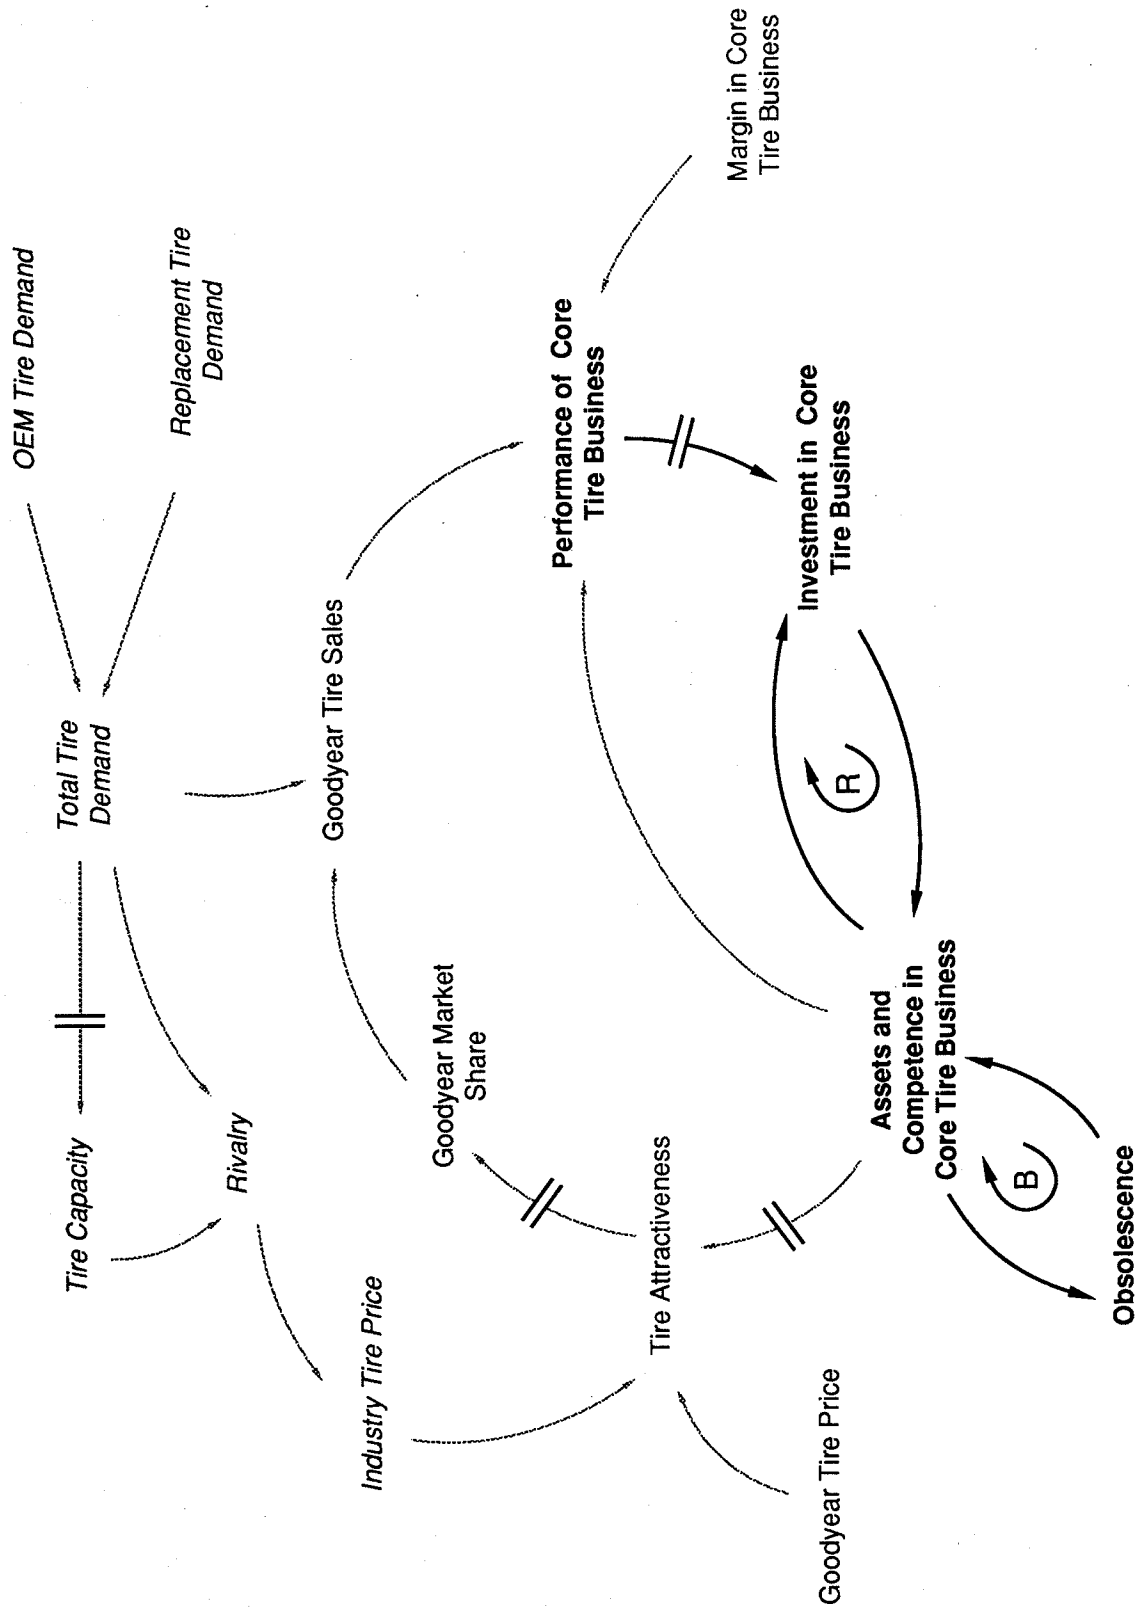 OEM Tire Demand
Replacement Tire
Demand
Total Tire
Demand
Tire Capacity
Rivalry
Industry Tire Price
Goodyear Tire Sales
Goodyear Market
Share
Tire Attractiveness
Goodyear Tire Price
Performance of Core
Tire Business
Margin in Core
Tire Business
Investment in Core
Tire Business
R
Assets and
Competence in
Core Tire Business
B
Obsolescence